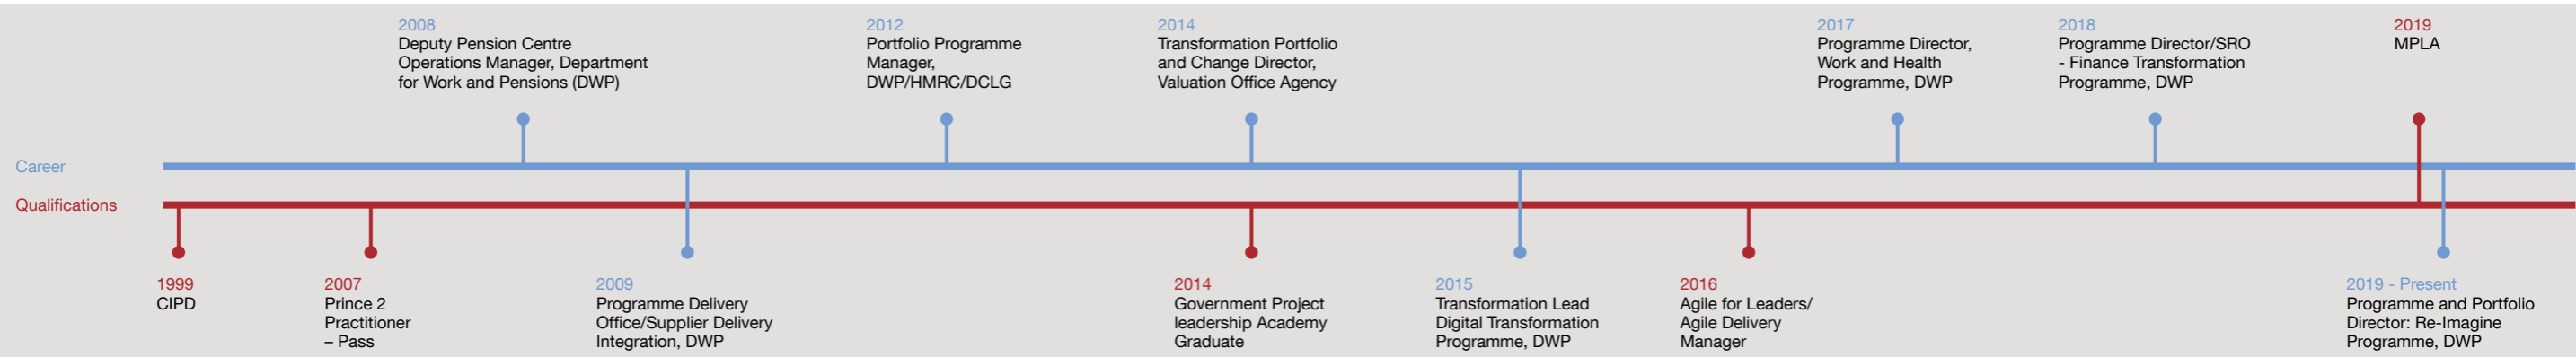 2008
Deputy Pension Centre
Operations Manager, Department
for Work and Pensions (DWP)
2012
Portfolio Programme
Manager,
DWP/HMRC/DCLG
2014
Transformation Portfolio
and Change Director,
Valuation Office Agency
2017
Programme Director,
Work and Health
Programme, DWP
2018
Programme Director/SRO
- Finance Transformation
Programme, DWP
2019
MPLA
Career
Qualifications
1999
CIPD
2007
Prince 2
Practitioner
– Pass
2009
Programme Delivery
Office/Supplier Delivery
Integration, DWP
2014
Government Project
leadership Academy
Graduate
2015
Transformation Lead
Digital Transformation
Programme, DWP
2016
Agile for Leaders/
Agile Delivery
Manager
2019 - Present
Programme and Portfolio
Director: Re-Imagine
Programme, DWP